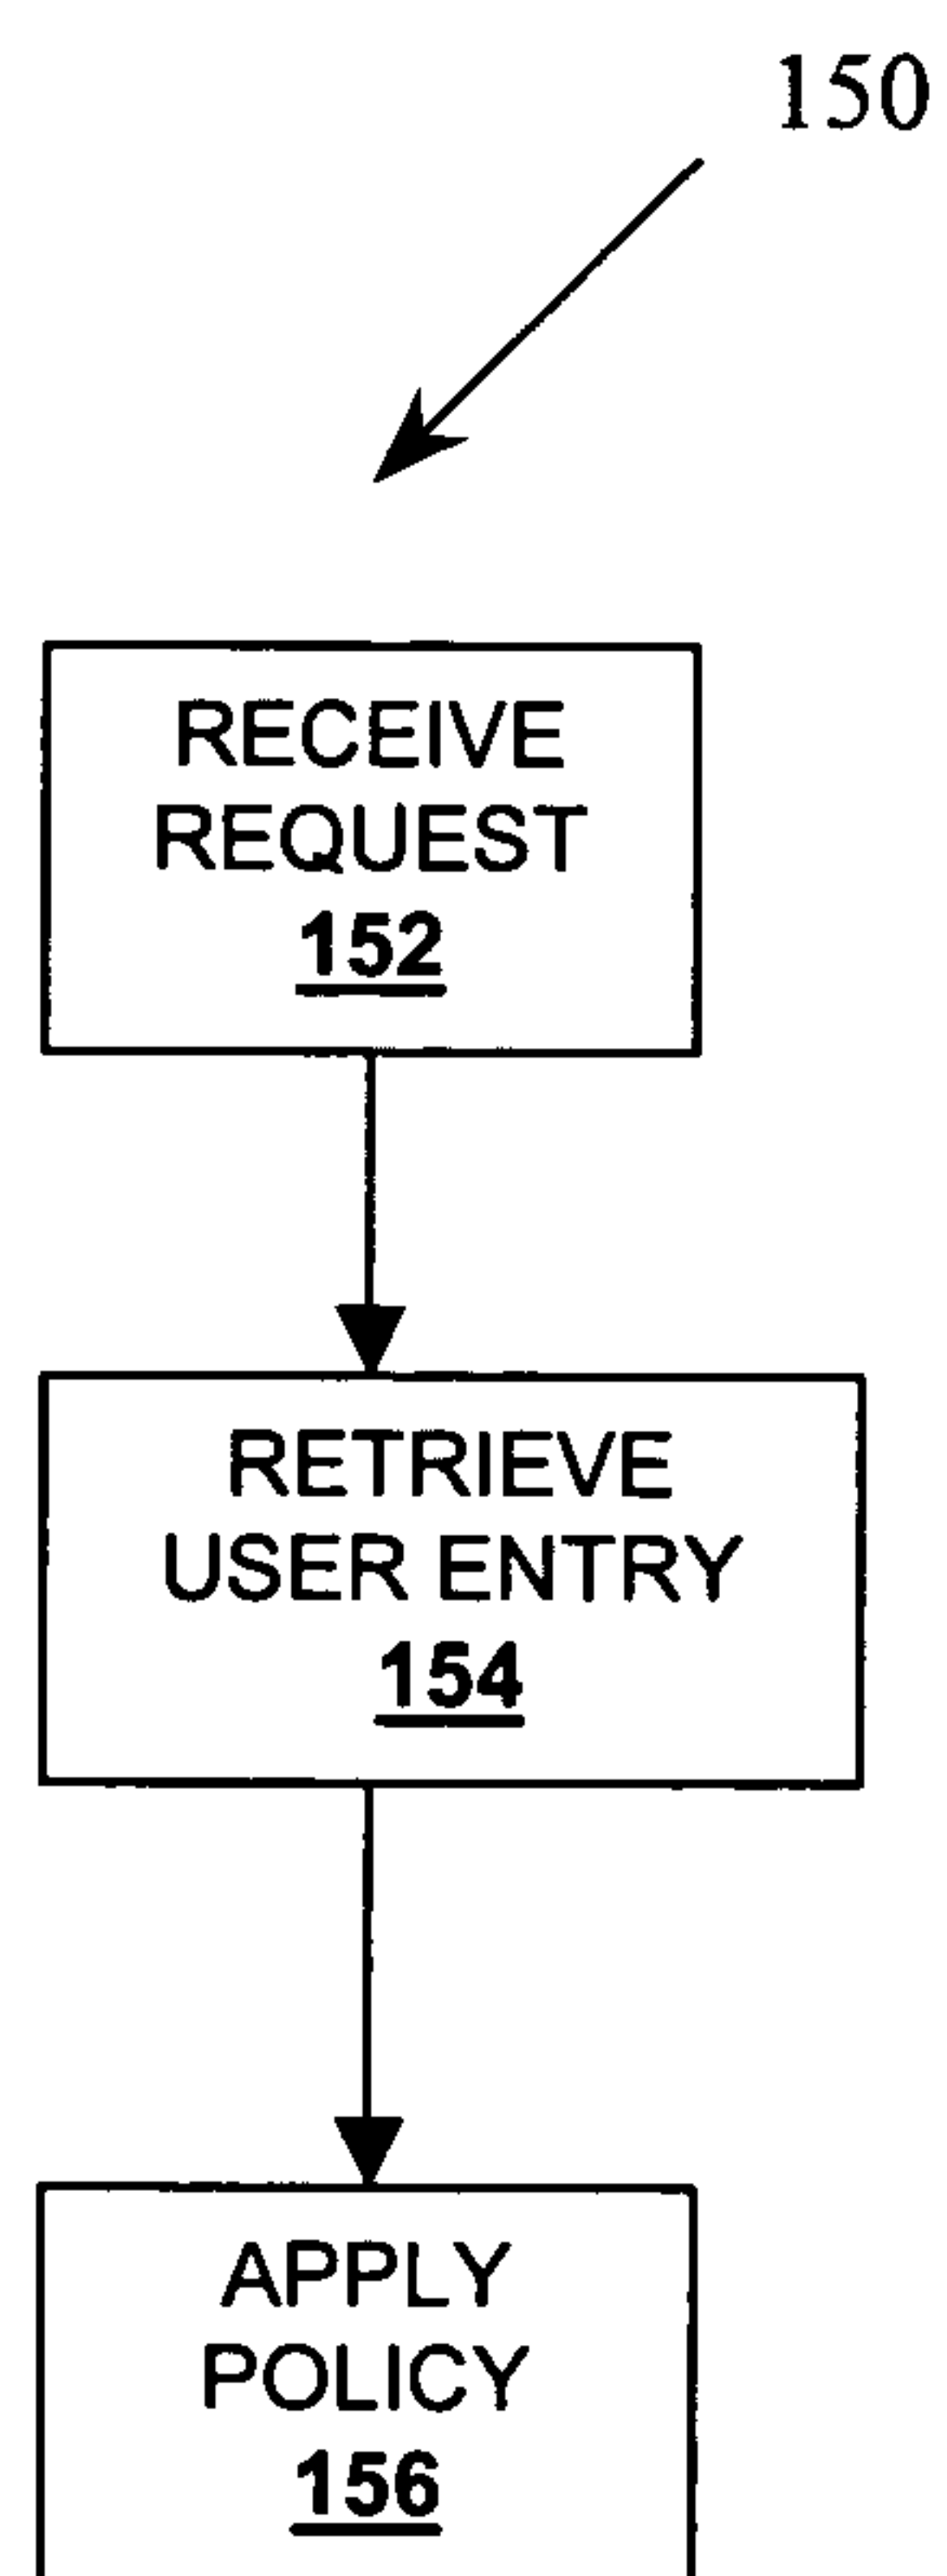 150
RECEIVE
REQUEST
152
RETRIEVE
USER ENTRY
154
APPLY
POLICY
156